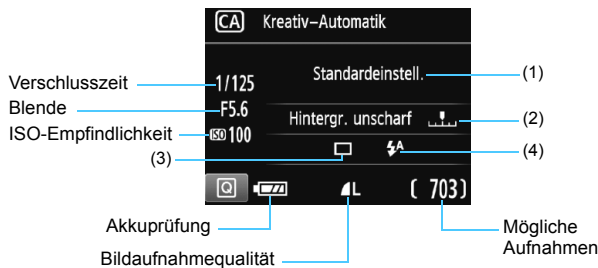 CA Kreativ-Automatik
Verschlusszeit
1/125
Standardeinstell.
(1)
Blende
F5.6
Hintergr. unscharf
(2)
ISO-Empfindlichkeit
ISO 100
(3)
(4)
Q
L
( 703)
Akkuprüfung
Mögliche
Aufnahmen
Bildaufnahmequalität